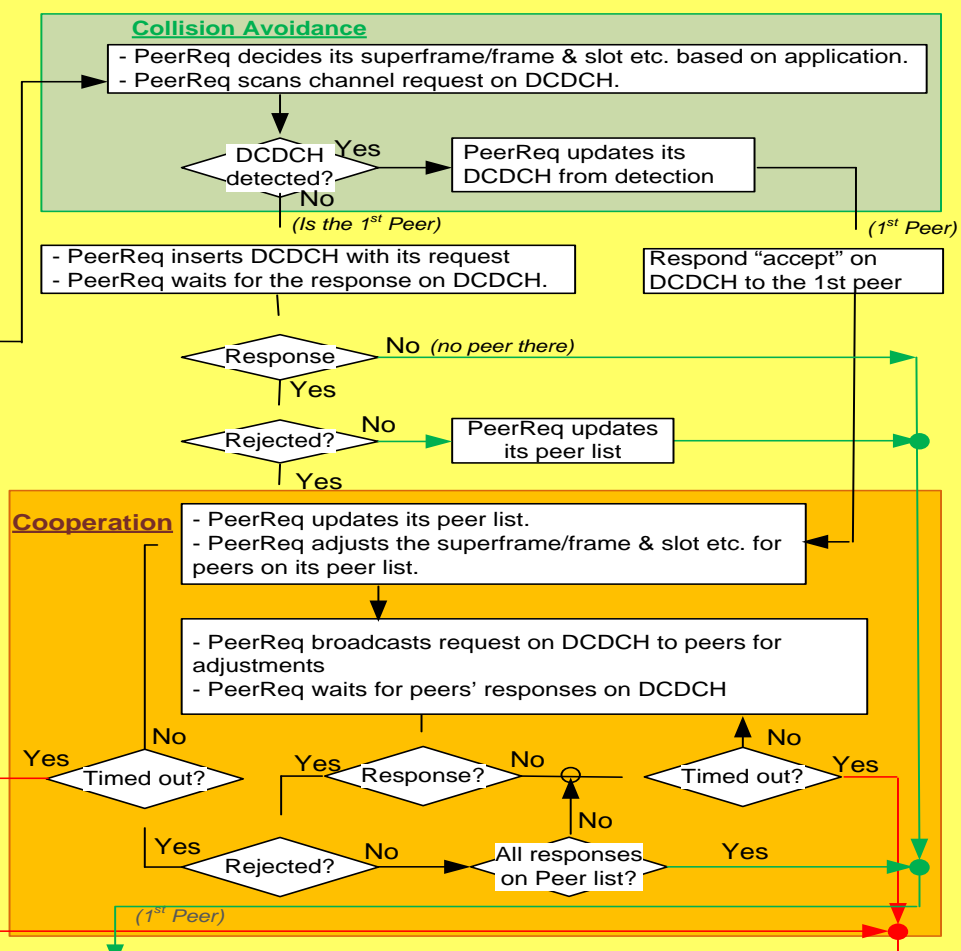 Collision Avoidance
- PeerReq decides its superframe/frame & slot etc. based on application.
- PeerReq scans channel request on DCDCH.
DCDCH
detected?
Yes
PeerReq updates its
DCDCH from detection
No
(Is the 1st Peer)
(1st Peer)
- PeerReq inserts DCDCH with its request
- PeerReq waits for the response on DCDCH.
Respond “accept” on
DCDCH to the 1st peer
Response
No (no peer there)
Yes
Rejected?
No
PeerReq updates
its peer list
Yes
Cooperation
- PeerReq updates its peer list.
- PeerReq adjusts the superframe/frame & slot etc. for
peers on its peer list.
- PeerReq broadcasts request on DCDCH to peers for
adjustments
- PeerReq waits for peers’ responses on DCDCH
Yes
No
Timed out?
Yes
Response?
No
No
Timed out?
Yes
Yes
Rejected?
No
No
All responses
on Peer list?
Yes
(1st Peer)